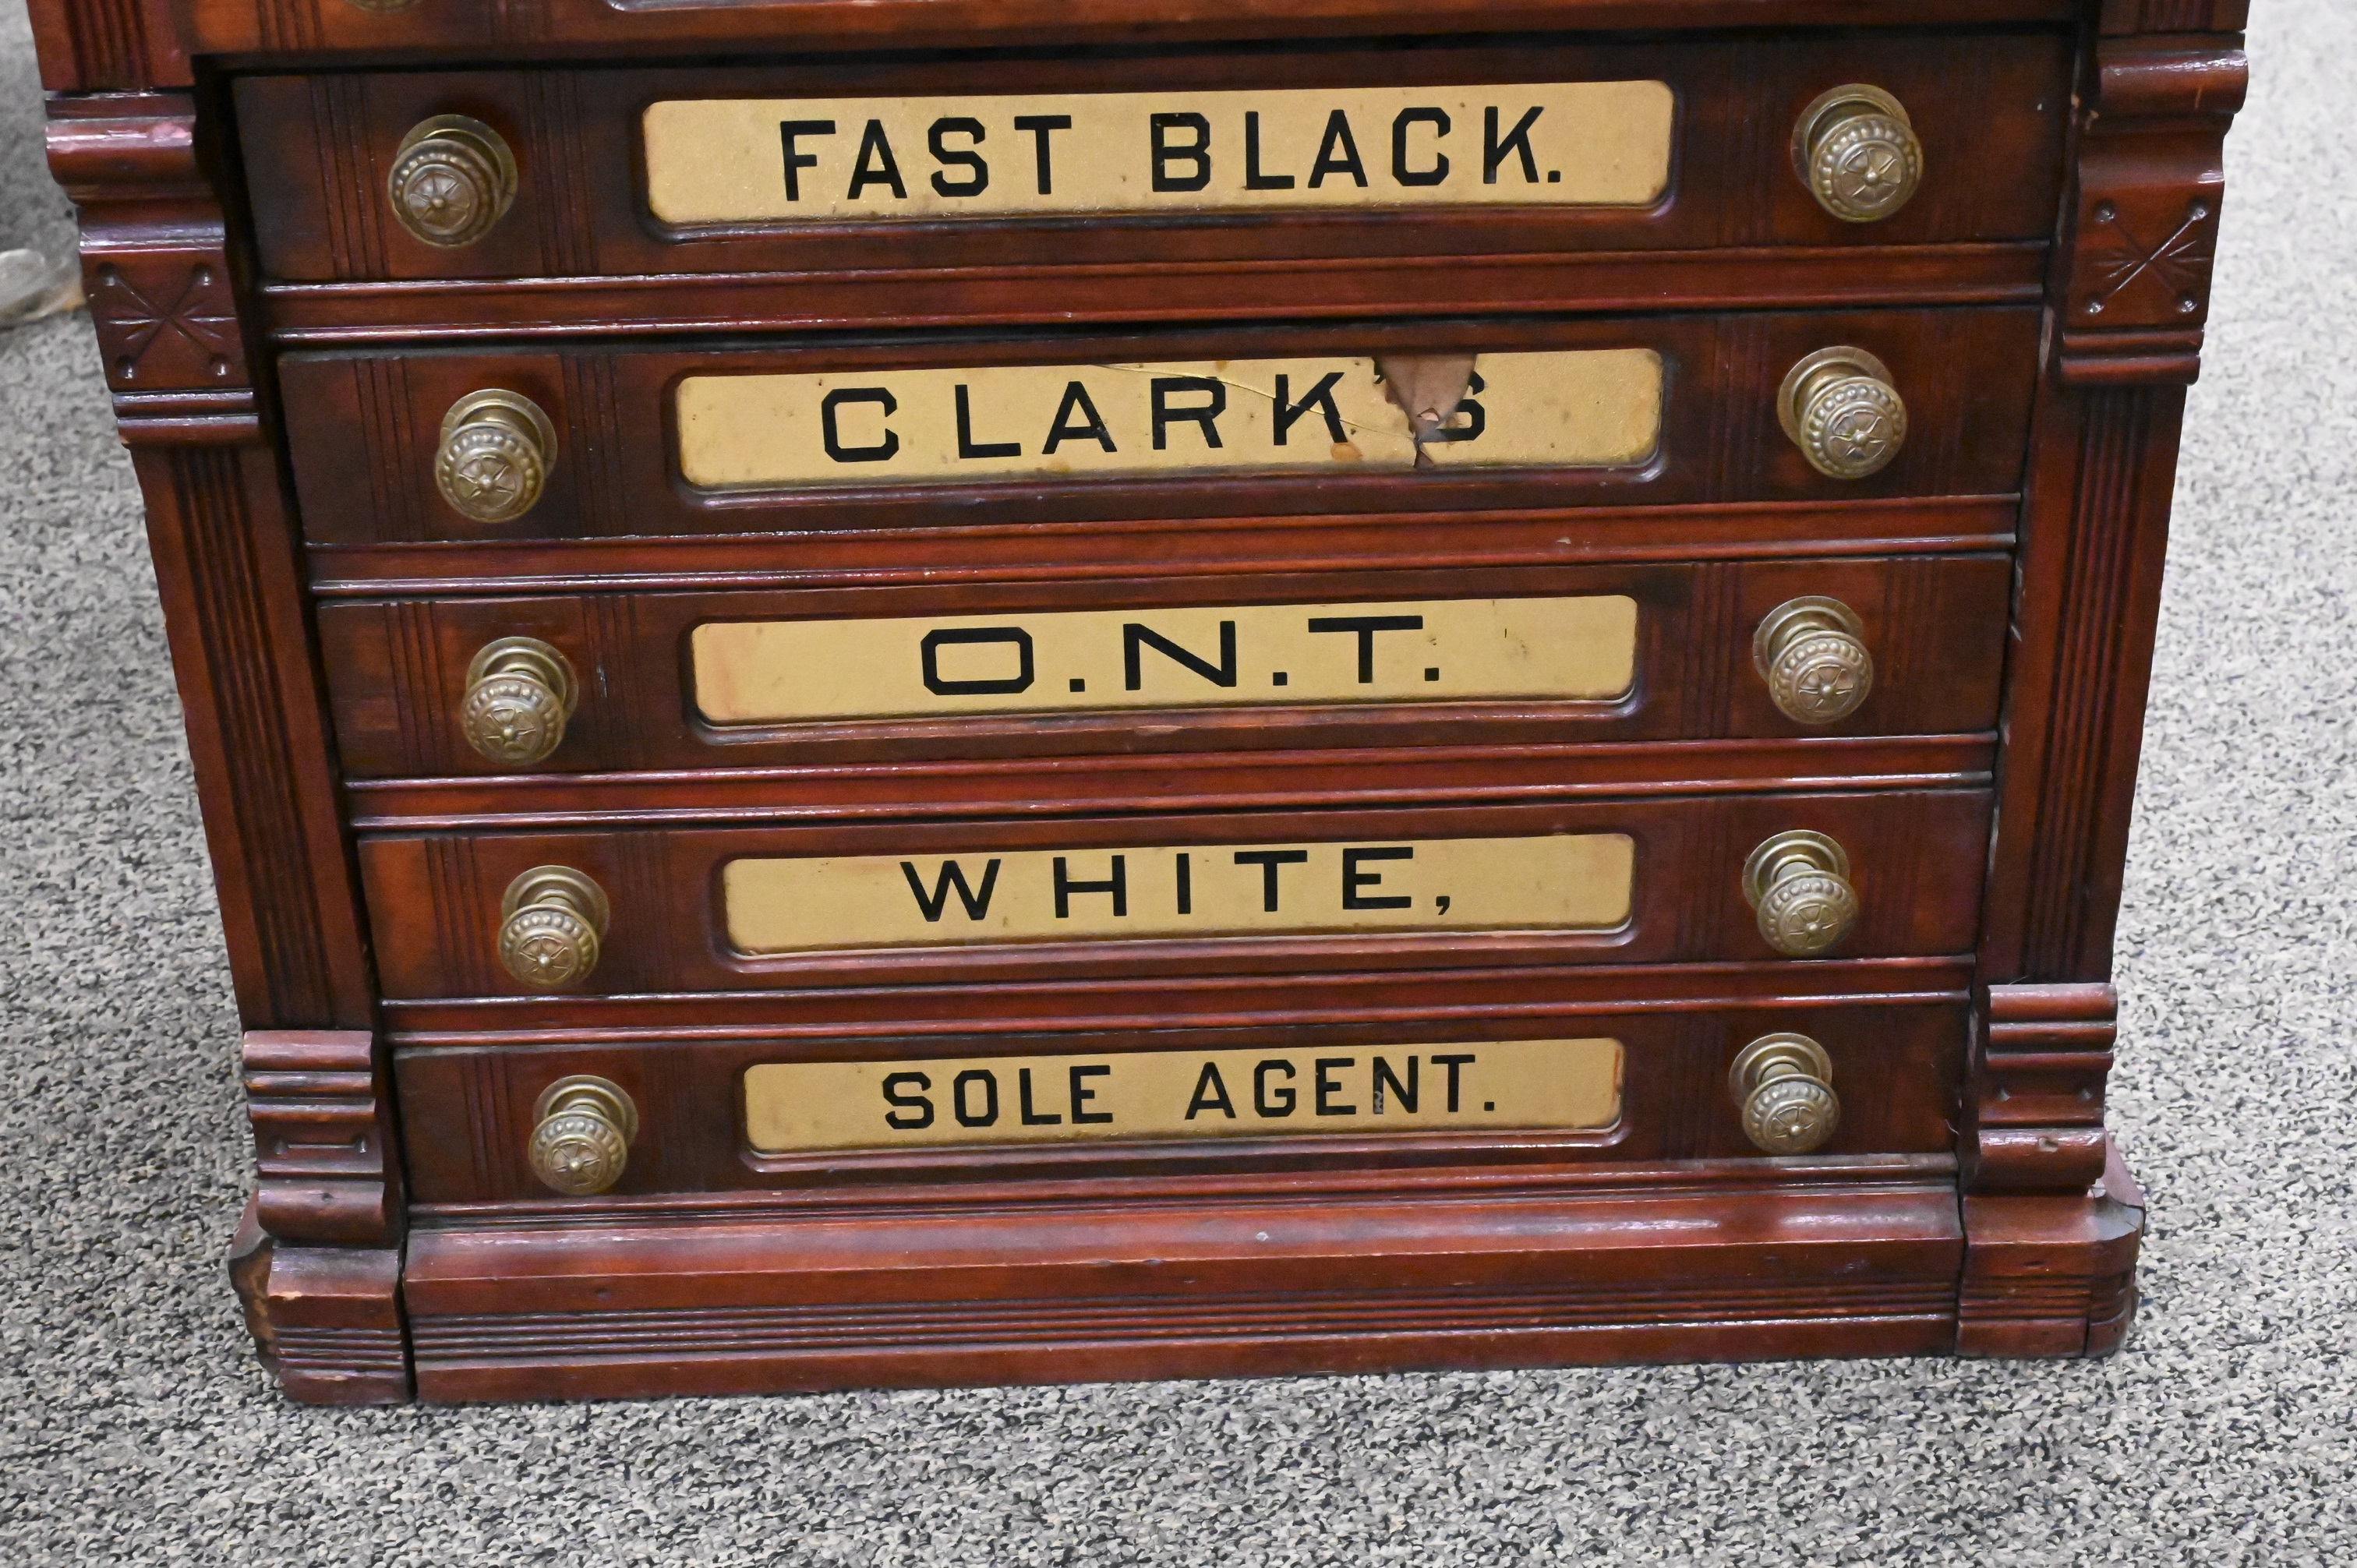 FAST BLACK.
CLARK'S
O.N.T.
WHITE,
SOLE AGENT.